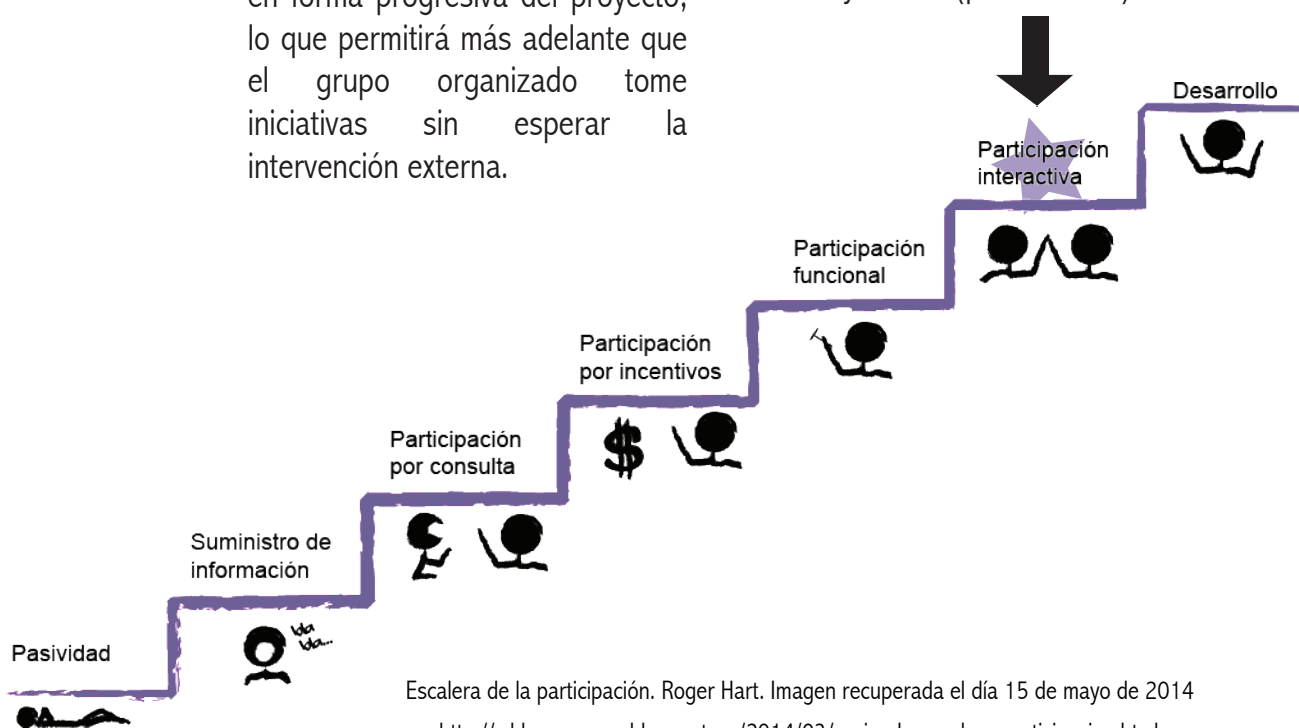 lo que permitirá más adelante que
el grupo organizado tome
iniciativas sin esperar la
intervención externa.
Desarrollo
Participación
interactiva
Participación
funcional
Participación
por incentivos
$
Participación
por consulta
Suministro de
información
bla
bla...
Pasividad
Escalera de la participación. Roger Hart. Imagen recuperada el día 15 de mayo de 2014